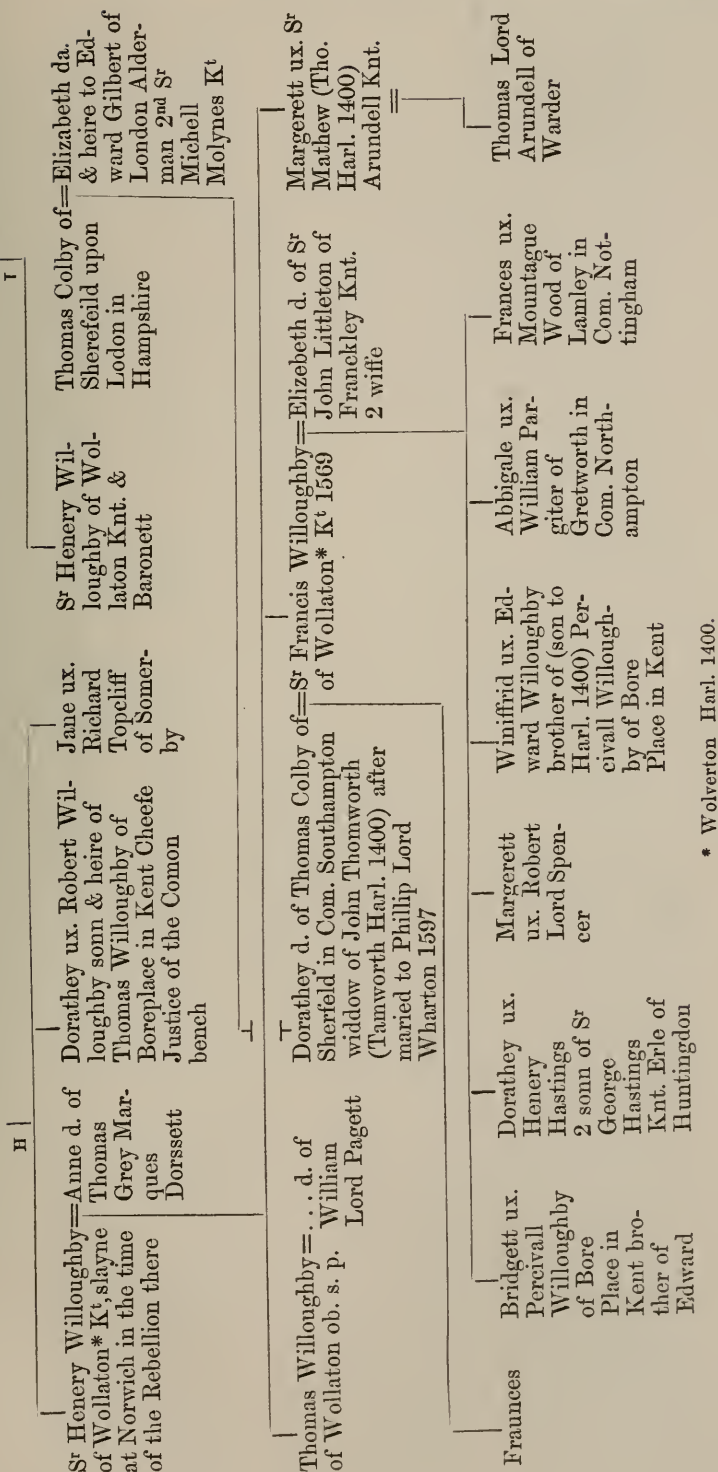 H
T
Sr Henery Willoughby=Anne d. of
of Wollaton* Kt, slayne
at Norwich in the time
of the Rebellion there
Thomas
Grey Mar-
ques
Dorssett
Dorathey ux. Robert Wil-
loughby sonn & heire of
Thomas Willoughby of
Boreplace in Kent Cheefe
Justice of the Comon
bench
Jane ux.
Richard
Topcliff
of Somer-
by
Sr Henery Wil-
loughby of Wol-
laton Knt. &
Baronett
Thomas Colby of=Elizabeth da.
Sherefeild upon
Lodon in
Hampshire
& heire to Ed-
ward Gilbert of
London Alder-
man 2nd Sr
Michell
Molynes Kt
Thomas Willoughby=....d. of
of Wollaton ob. s. p.
William
Lord Pagett
Dorathey d. of Thomas Colby of=Sr Francis Willoughby=Elizebeth d. of Sr
Sherfeld in Com. Southampton
widdow of John Thomworth
(Tamworth Harl. 1400) after
maried to Phillip Lord
Wharton 1597
of Wollaton* Kt 1569
John Littleton of
Franckley Knt.
2 wiffe
Margerett ux. Sr
Mathew (Tho.
Harl. 1400)
Arundell Knt.
Fraunces
Bridgett ux.
Percivall
Willoughby
of Bore
Place in
Kent bro-
ther of
Edward
Dorathey ux.
Henery
Hastings
2 sonn of Sr
George
Hastings
Knt. Erle of
Huntingdon
Margerett
ux. Robert
Lord Spen-
cer
Winiffrid ux. Ed-
ward Willoughby
brother of (son to
Harl. 1400) Per-
civall Willough-
by of Bore
Place in Kent
Abbigale ux.
William Par-
giter of
Gretworth in
Com. North-
ampton
Frances ux.
Mountague
Wood of
Lamley in
Com. Not-
tingham
Thomas Lord
Arundell of
Warder
* Wolverton Harl. 1400.